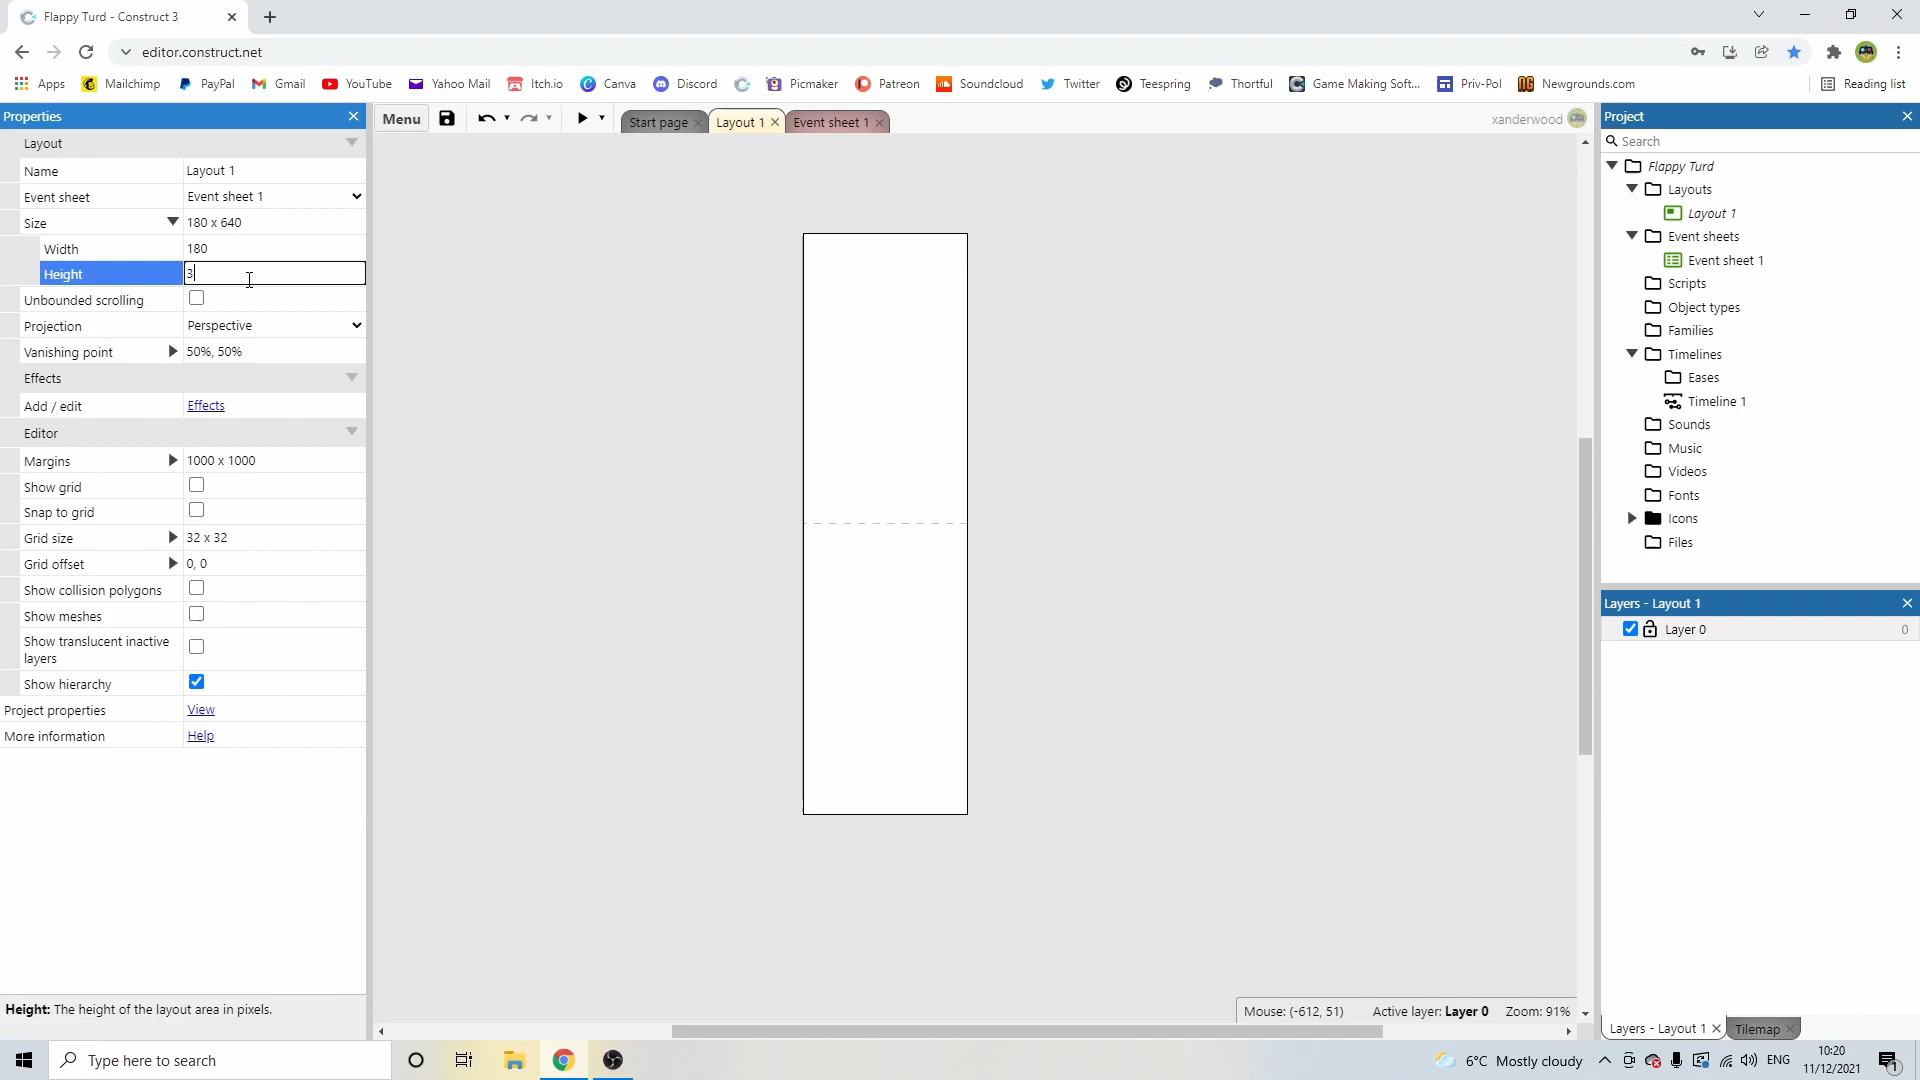 Flappy Turd - Construct 3
editor.construct.net
Apps Mailchimp PayPal Gmail YouTube Yahoo Mail Itch.io Canva Discord Picmaker Patreon Soundcloud Twitter Teespring Thortful Game Making Soft... Priv-Pol Newgrounds.com Reading list
Properties
Menu
Start page
Layout 1
Event sheet 1
xanderwood
Project
Layout
Name Layout 1
Event sheet Event sheet 1
Size 180 x 640
Width 180
Height 3
Unbounded scrolling
Projection Perspective
Vanishing point 50%, 50%
Effects
Add / edit Effects
Editor
Margins 1000 x 1000
Show grid
Snap to grid
Grid size 32 x 32
Grid offset 0, 0
Show collision polygons
Show meshes
Show translucent inactive
layers
Show hierarchy
Project properties View
More information Help
Height: The height of the layout area in pixels.
Mouse: (-612, 51) Active layer: Layer 0 Zoom: 91%
Search
Flappy Turd
Layouts
Layout 1
Event sheets
Event sheet 1
Scripts
Object types
Families
Timelines
Eases
Timeline 1
Sounds
Music
Videos
Fonts
Icons
Files
Layers - Layout 1
Layer 0 0
Layers - Layout 1 Tilemap
Type here to search
6°C Mostly cloudy
ENG
10:20
11/12/2021
1